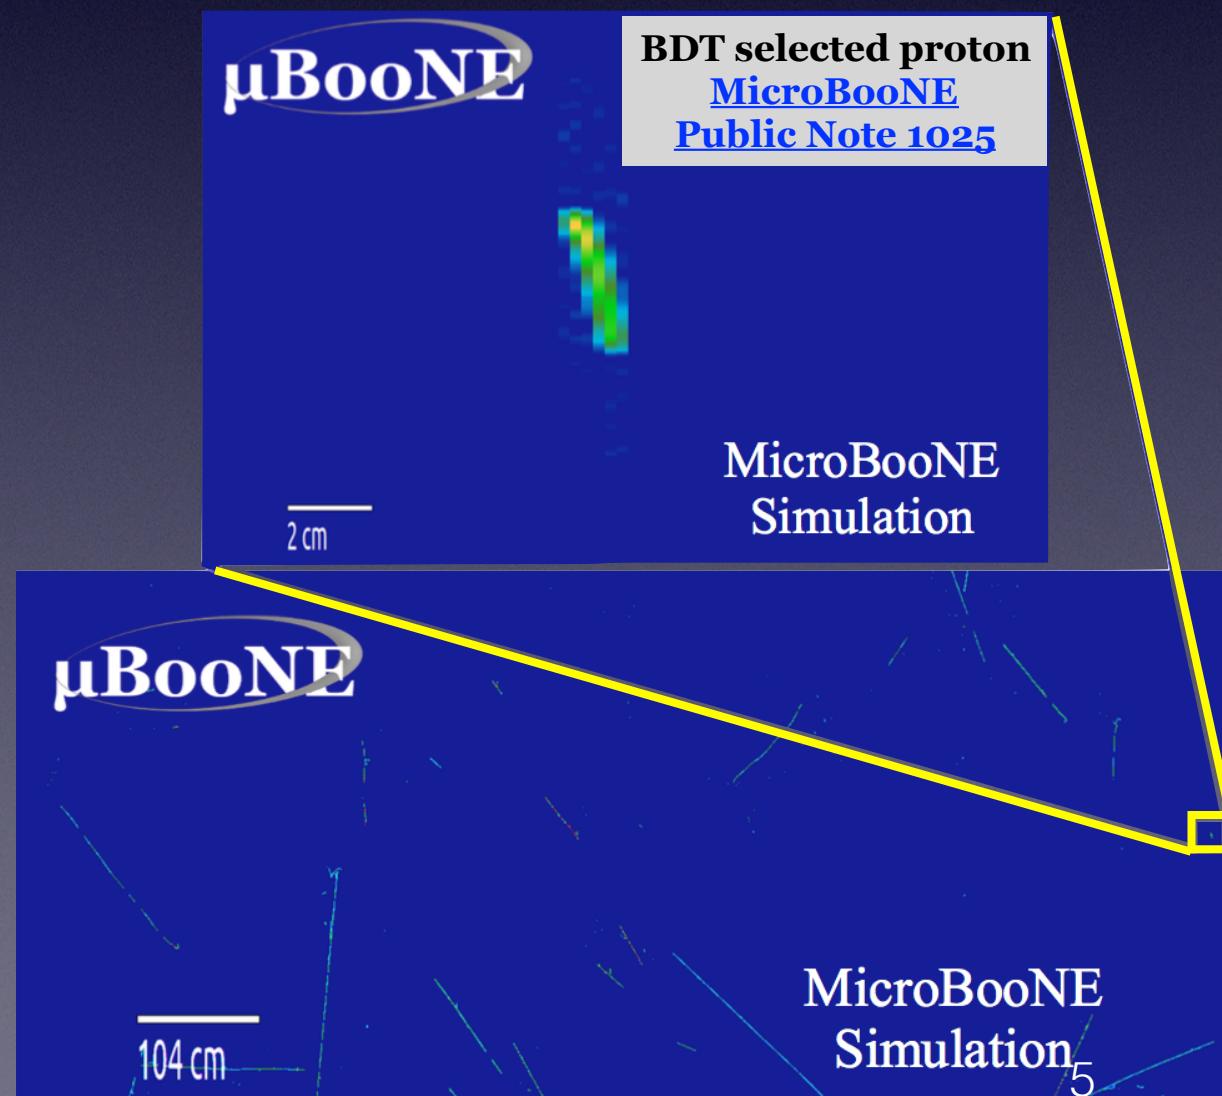 µBooNE
BDT selected proton
MicroBooNE
Public Note 1025
MicroBooNE
Simulation
2 cm
µBooNE
MicroBooNE
Simulation
104 cm
5